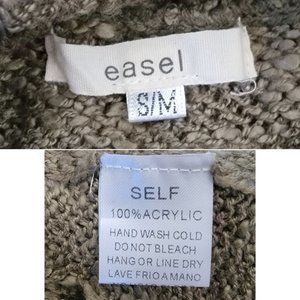 easel
S/M
SELF
100% ACRYLIC
HAND WASH COLD
DO NOT BLEACH
HANG OR LINE DRY
LAVE FRIO A MANO